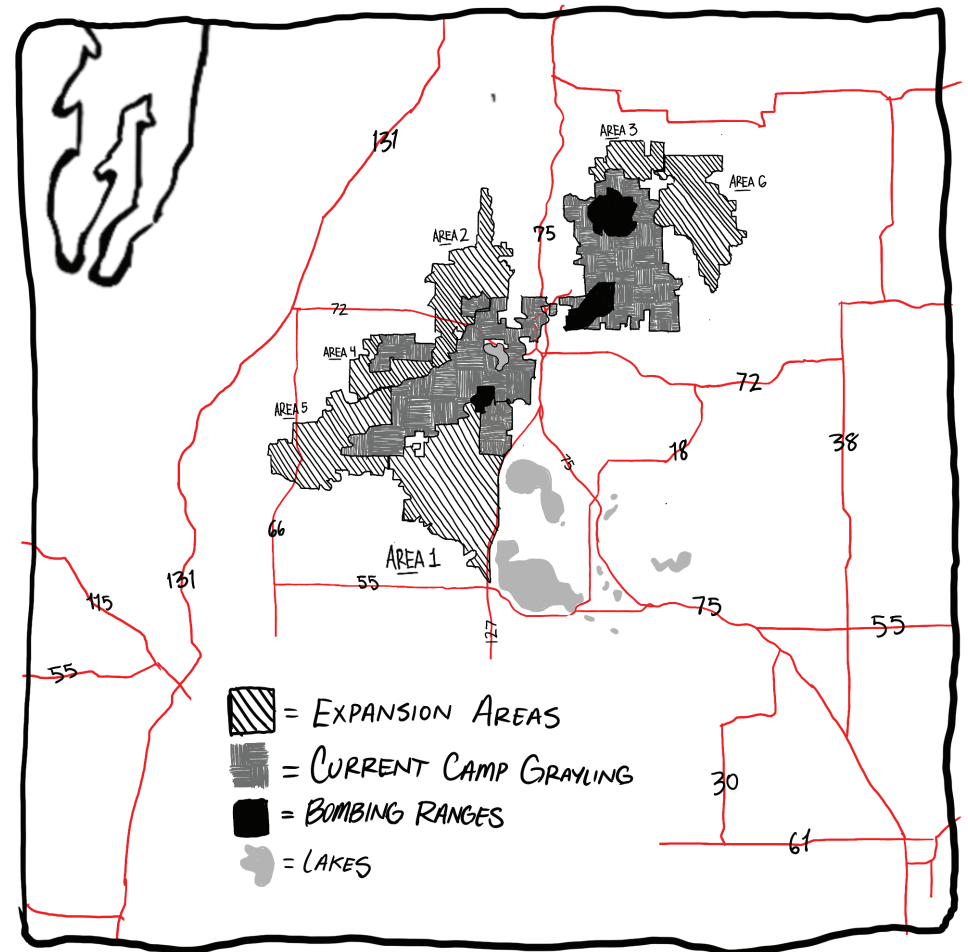 131
AREA 3
AREA 6
AREA 2
75
72
AREA 4
72
AREA 5
38
18
75
66
AREA 1
131
55
115
75
127
55
55
= EXPANSION AREAS
= CURRENT CAMP GRAYLING
30
= BOMBING RANGES
61
= LAKES